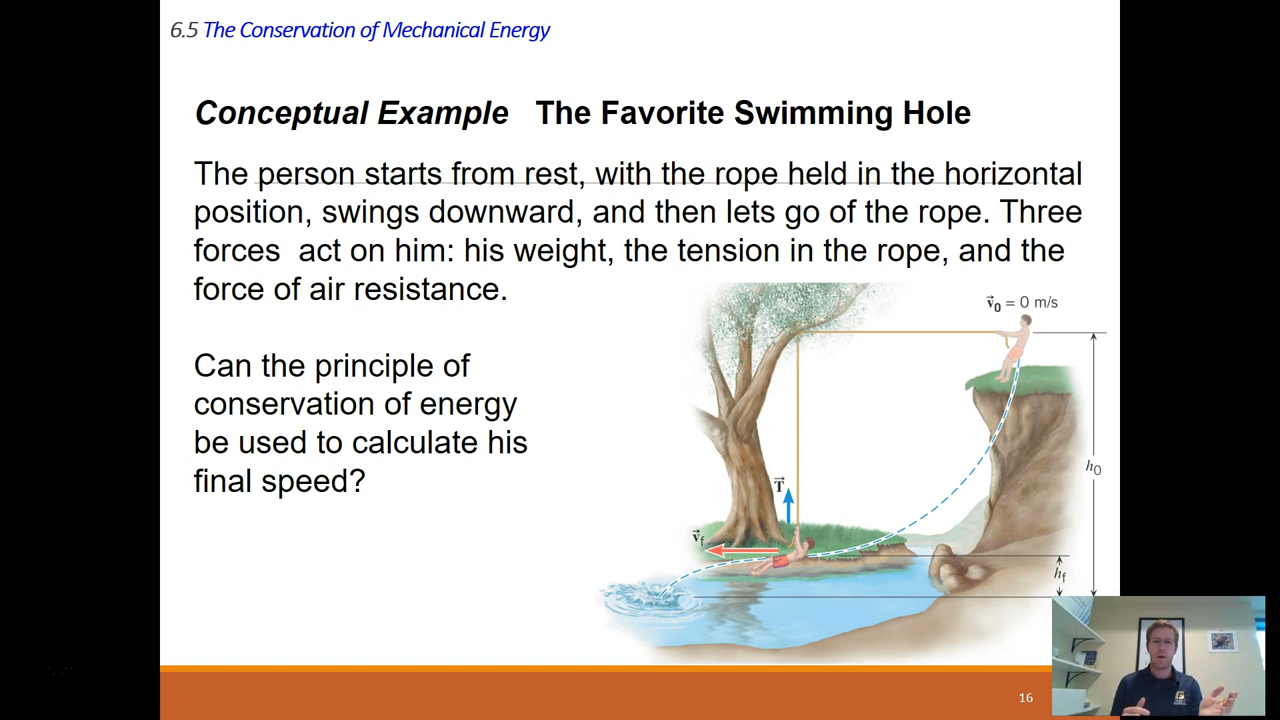 6.5 The Conservation of Mechanical Energy
Conceptual Example The Favorite Swimming Hole
The person starts from rest, with the rope held in the horizontal
position, swings downward, and then lets go of the rope. Three
forces act on him: his weight, the tension in the rope, and the
force of air resistance.
Can the principle of
conservation of energy
be used to calculate his
final speed?
v⃗₀ = 0 m/s
h₀
T⃗
v⃗f
hf
16